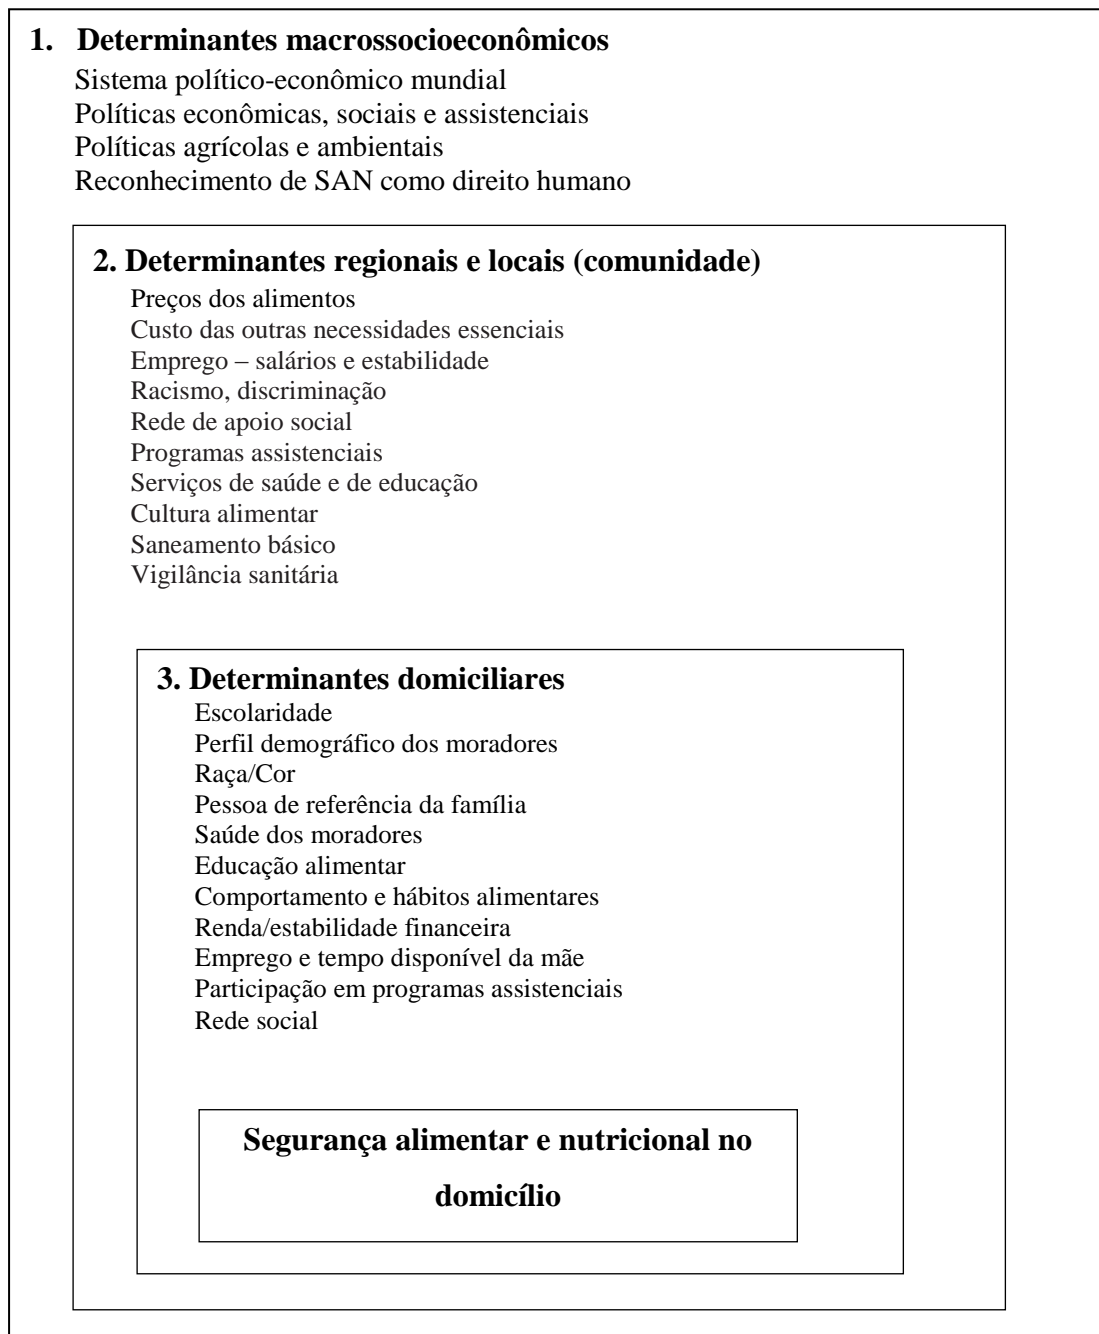 1. Determinantes macrossocioeconômicos
Sistema político-econômico mundial
Políticas econômicas, sociais e assistenciais
Políticas agrícolas e ambientais
Reconhecimento de SAN como direito humano
2. Determinantes regionais e locais (comunidade)
Preços dos alimentos
Custo das outras necessidades essenciais
Emprego – salários e estabilidade
Racismo, discriminação
Rede de apoio social
Programas assistenciais
Serviços de saúde e de educação
Cultura alimentar
Saneamento básico
Vigilância sanitária
3. Determinantes domiciliares
Escolaridade
Perfil demográfico dos moradores
Raça/Cor
Pessoa de referência da família
Saúde dos moradores
Educação alimentar
Comportamento e hábitos alimentares
Renda/estabilidade financeira
Emprego e tempo disponível da mãe
Participação em programas assistenciais
Rede social
Segurança alimentar e nutricional no
domicílio